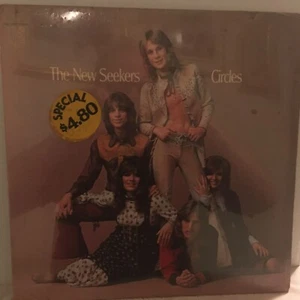 The New Seekers
Circles
SPECIAL
$4.80